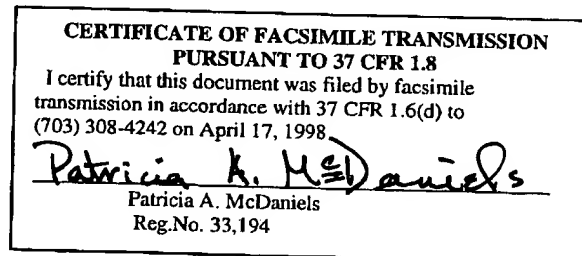 CERTIFICATE OF FACSIMILE TRANSMISSION
PURSUANT TO 37 CFR 1.8
I certify that this document was filed by facsimile
transmission in accordance with 37 CFR 1.6(d) to
(703) 308-4242 on April 17, 1998
Patricia A. McDaniels
Patricia A. McDaniels
Reg.No. 33,194